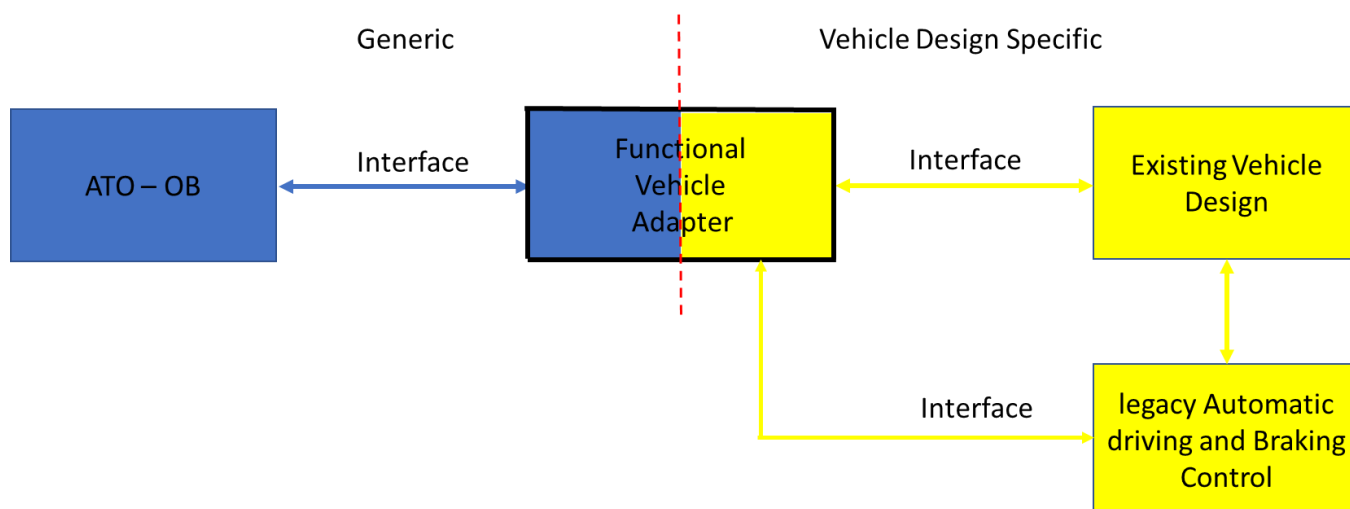 Generic
Vehicle Design Specific
ATO – OB
Interface
Functional
Vehicle
Adapter
Interface
Existing Vehicle
Design
Interface
legacy Automatic
driving and Braking
Control